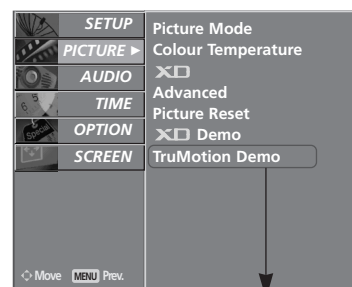 SETUP
PICTURE ►
AUDIO
TIME
OPTION
SCREEN
Picture Mode
Colour Temperature
XD
Advanced
Picture Reset
XD Demo
TruMotion Demo
Move MENU Prev.